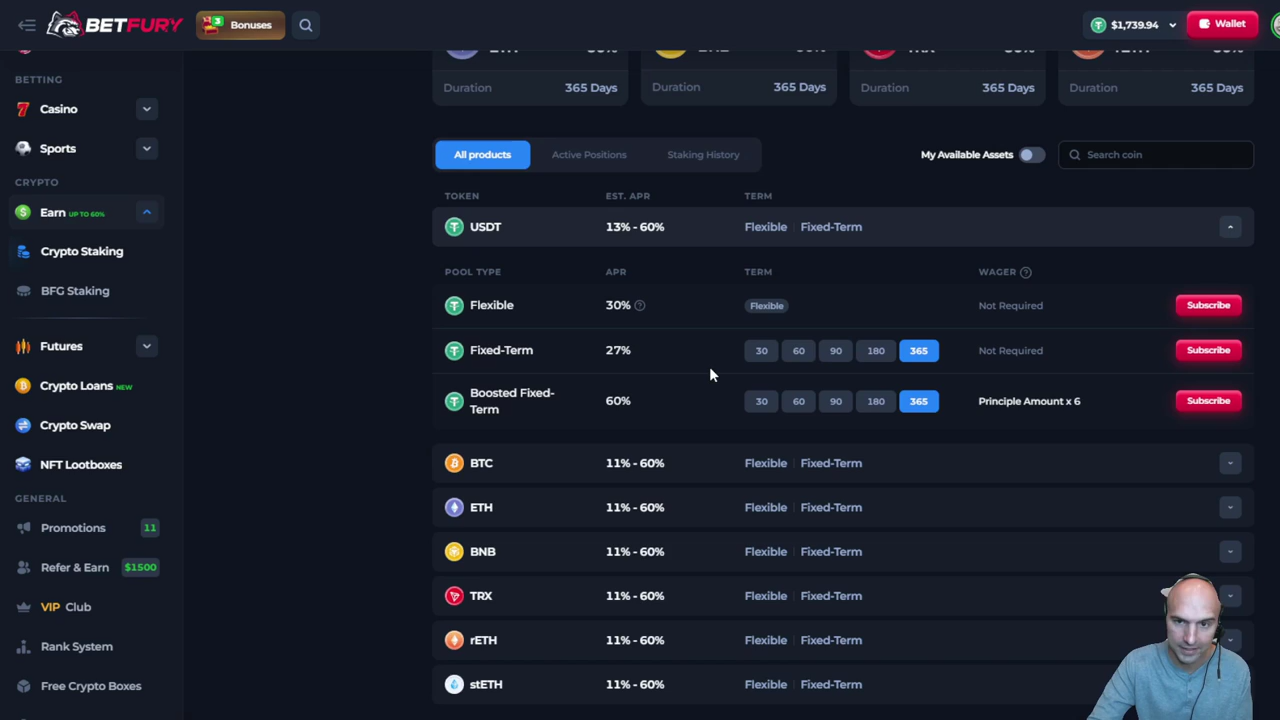 BETFURY
3
Bonuses
$1,739.94
Wallet
Duration 365 Days
Duration 365 Days
Duration 365 Days
Duration 365 Days
BETTING
Casino
Sports
CRYPTO
Earn UP TO 60%
Crypto Staking
BFG Staking
Futures
Crypto Loans NEW
Crypto Swap
NFT Lootboxes
GENERAL
Promotions 11
Refer & Earn $1500
VIP Club
Rank System
Free Crypto Boxes
All products Active Positions Staking History My Available Assets Search coin
TOKEN EST. APR TERM
USDT 13% - 60% Flexible Fixed-Term
POOL TYPE APR TERM WAGER ?
Flexible 30% ? Flexible Not Required Subscribe
Fixed-Term 27% 30 60 90 180 365 Not Required Subscribe
Boosted Fixed-
Term 60% 30 60 90 180 365 Principle Amount x 6 Subscribe
BTC 11% - 60% Flexible Fixed-Term
ETH 11% - 60% Flexible Fixed-Term
BNB 11% - 60% Flexible Fixed-Term
TRX 11% - 60% Flexible Fixed-Term
rETH 11% - 60% Flexible Fixed-Term
stETH 11% - 60% Flexible Fixed-Term